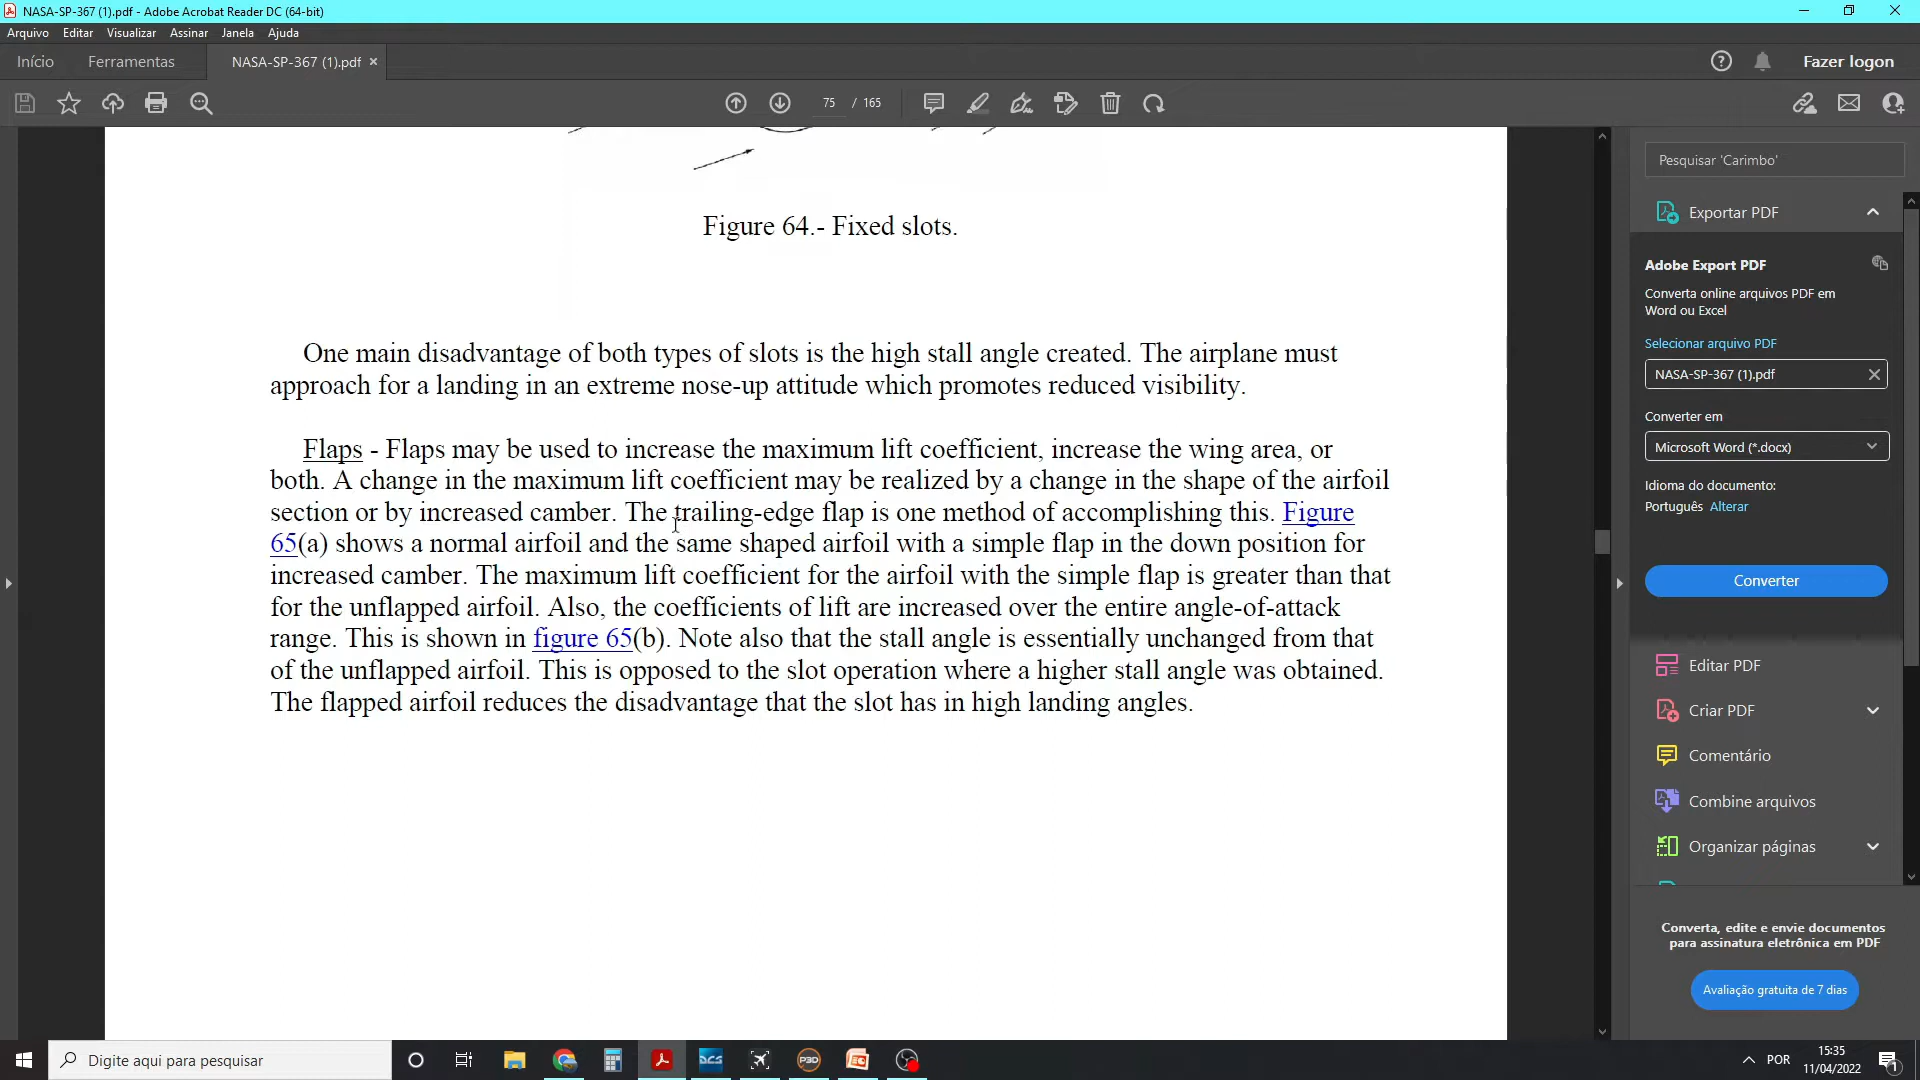 NASA-SP-367 (1).pdf - Adobe Acrobat Reader DC (64-bit)
Arquivo Editar Visualizar Assinar Janela Ajuda
Início Ferramentas NASA-SP-367 (1).pdf × Fazer logon
75 / 165
Figure 64.- Fixed slots.
One main disadvantage of both types of slots is the high stall angle created. The airplane must
approach for a landing in an extreme nose-up attitude which promotes reduced visibility.
Flaps - Flaps may be used to increase the maximum lift coefficient, increase the wing area, or
both. A change in the maximum lift coefficient may be realized by a change in the shape of the airfoil
section or by increased camber. The trailing-edge flap is one method of accomplishing this. Figure
65(a) shows a normal airfoil and the same shaped airfoil with a simple flap in the down position for
increased camber. The maximum lift coefficient for the airfoil with the simple flap is greater than that
for the unflapped airfoil. Also, the coefficients of lift are increased over the entire angle-of-attack
range. This is shown in figure 65(b). Note also that the stall angle is essentially unchanged from that
of the unflapped airfoil. This is opposed to the slot operation where a higher stall angle was obtained.
The flapped airfoil reduces the disadvantage that the slot has in high landing angles.
Pesquisar 'Carimbo'
Exportar PDF
Adobe Export PDF
Converta online arquivos PDF em
Word ou Excel
Selecionar arquivo PDF
NASA-SP-367 (1).pdf
Converter em
Microsoft Word (*.docx)
Idioma do documento:
Português Alterar
Converter
Editar PDF
Criar PDF
Comentário
Combine arquivos
Organizar páginas
Converta, edite e envie documentos
para assinatura eletrônica em PDF
Avaliação gratuita de 7 dias
Digite aqui para pesquisar
DCS
P3D
POR
15:35
11/04/2022
1